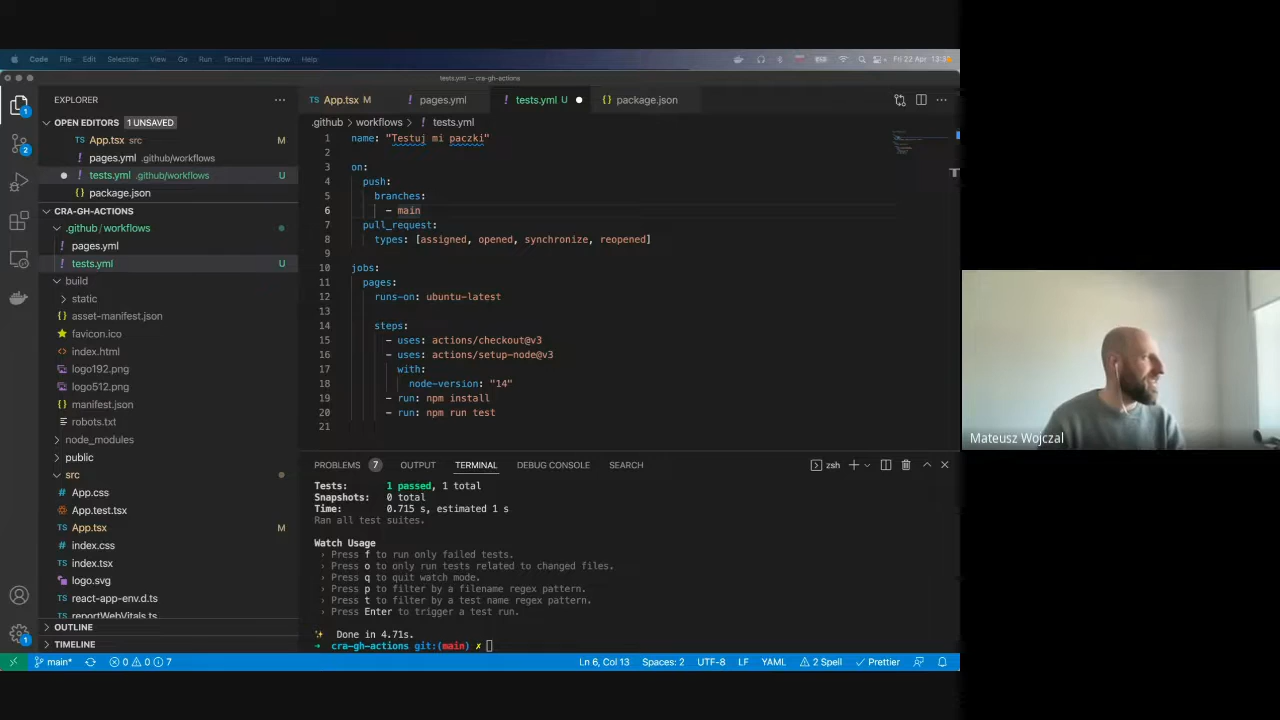 Code File Edit Selection View Go Run Terminal Window Help
Fri 22 Apr
tests.yml — cra-gh-actions
EXPLORER
OPEN EDITORS 1 UNSAVED
App.tsx src M
pages.yml .github/workflows
tests.yml .github/workflows U
package.json
CRA-GH-ACTIONS
.github/workflows
pages.yml
tests.yml U
build
static
asset-manifest.json
favicon.ico
index.html
logo192.png
logo512.png
manifest.json
robots.txt
node_modules
public
src
App.css
App.test.tsx
App.tsx M
index.css
index.tsx
logo.svg
react-app-env.d.ts
reportWebVitals.ts
OUTLINE
TIMELINE
App.tsx M pages.yml tests.yml U package.json
.github > workflows > tests.yml
1 name: "Testuj mi paczki"
2
3 on:
4 push:
5 branches:
6 - main
7 pull_request:
8 types: [assigned, opened, synchronize, reopened]
9
10 jobs:
11 pages:
12 runs-on: ubuntu-latest
13
14 steps:
15 - uses: actions/checkout@v3
16 - uses: actions/setup-node@v3
17 with:
18 node-version: "14"
19 - run: npm install
20 - run: npm run test
21
PROBLEMS 7 OUTPUT TERMINAL DEBUG CONSOLE SEARCH zsh
Tests: 1 passed, 1 total
Snapshots: 0 total
Time: 0.715 s, estimated 1 s
Ran all test suites.
Watch Usage
› Press f to run only failed tests.
› Press o to only run tests related to changed files.
› Press q to quit watch mode.
› Press p to filter by a filename regex pattern.
› Press t to filter by a test name regex pattern.
› Press Enter to trigger a test run.
✨ Done in 4.71s.
➜ cra-gh-actions git:(main) ✗
main* 0 0 7 Ln 6, Col 13 Spaces: 2 UTF-8 LF YAML 2 Spell Prettier
Mateusz Wojczal